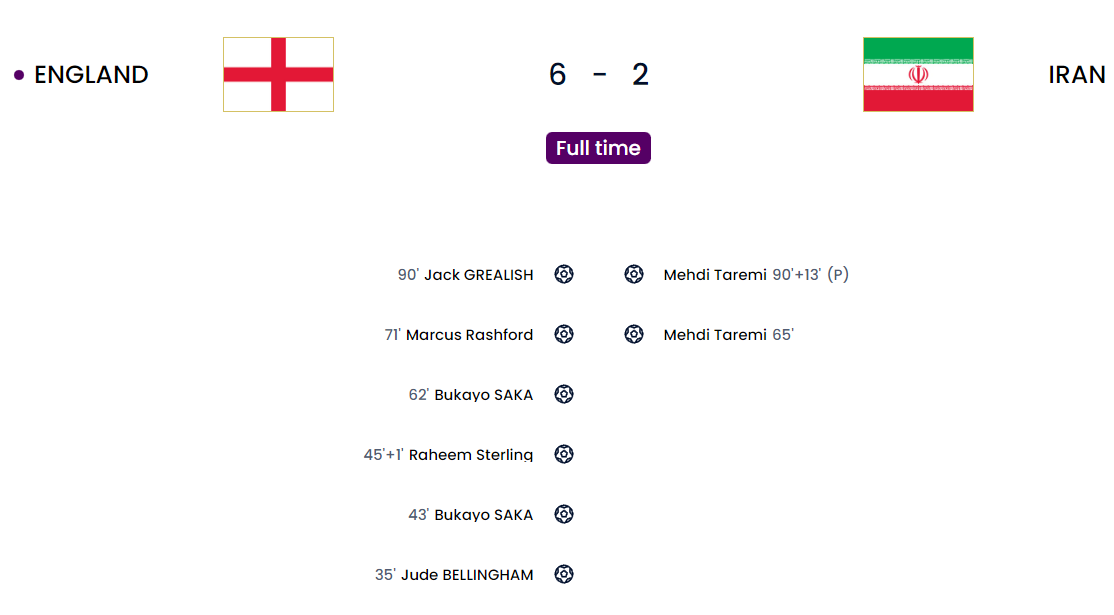 ENGLAND 6 - 2 IRAN
Full time
90' Jack GREALISH Mehdi Taremi 90'+13' (P)
71' Marcus Rashford Mehdi Taremi 65'
62' Bukayo SAKA
45'+1' Raheem Sterling
43' Bukayo SAKA
35' Jude BELLINGHAM